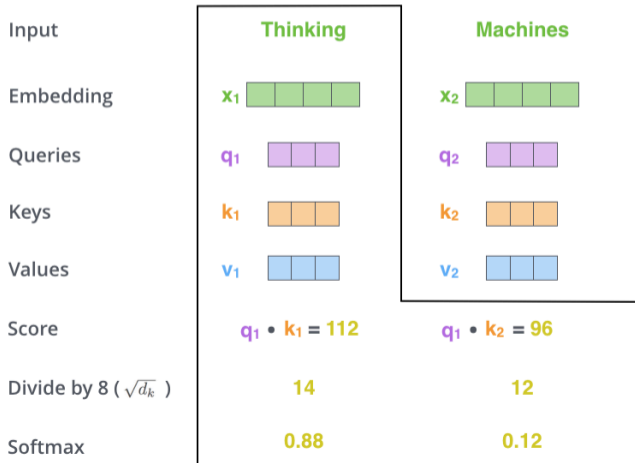 Input Thinking Machines
Embedding x₁ x₂
Queries q₁ q₂
Keys k₁ k₂
Values v₁ v₂
Score q₁ • k₁ = 112 q₁ • k₂ = 96
Divide by 8 ( √dₖ ) 14 12
Softmax 0.88 0.12